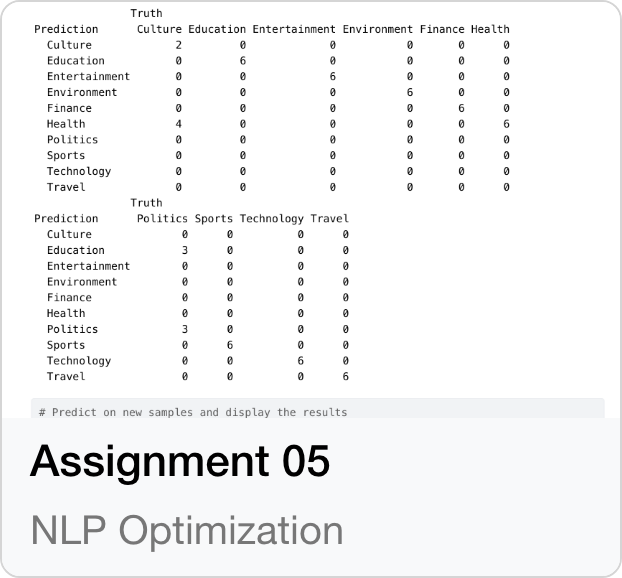 Truth
Prediction Culture Education Entertainment Environment Finance Health
Culture 2 0 0 0 0 0
Education 0 6 0 0 0 0
Entertainment 0 0 6 0 0 0
Environment 0 0 0 6 0 0
Finance 0 0 0 0 6 0
Health 4 0 0 0 0 6
Politics 0 0 0 0 0 0
Sports 0 0 0 0 0 0
Technology 0 0 0 0 0 0
Travel 0 0 0 0 0 0
Truth
Prediction Politics Sports Technology Travel
Culture 0 0 0 0
Education 3 0 0 0
Entertainment 0 0 0 0
Environment 0 0 0 0
Finance 0 0 0 0
Health 0 0 0 0
Politics 3 0 0 0
Sports 0 6 0 0
Technology 0 0 6 0
Travel 0 0 0 6
# Predict on new samples and display the results
Assignment 05
NLP Optimization